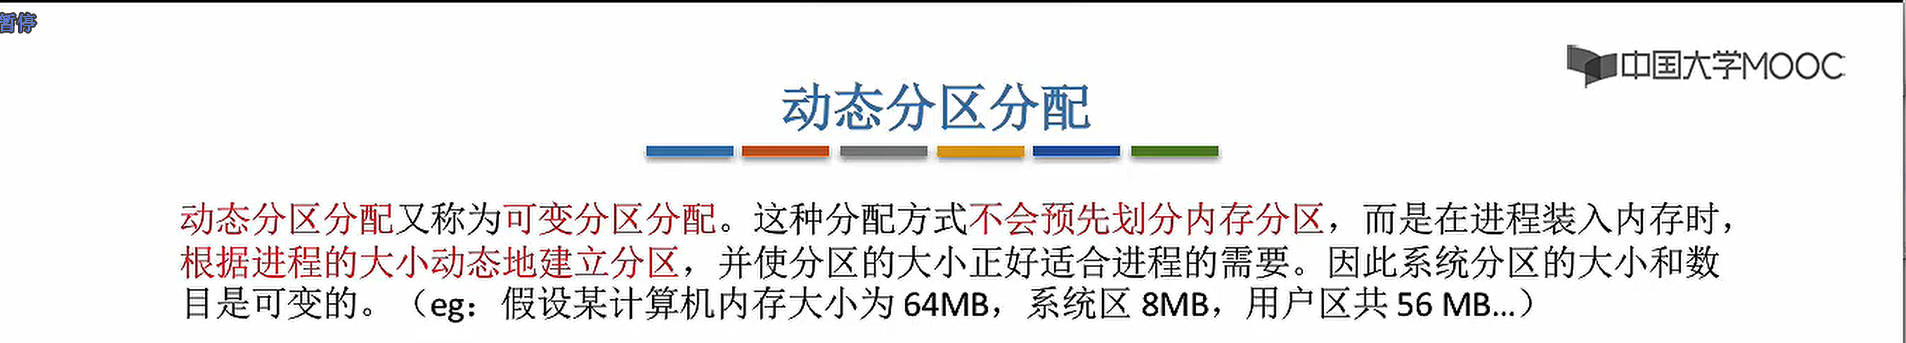 暂停
中国大学MOOC
动态分区分配
动态分区分配又称为可变分区分配。这种分配方式不会预先划分内存分区，而是在进程装入内存时，
根据进程的大小动态地建立分区，并使分区的大小正好适合进程的需要。因此系统分区的大小和数
目是可变的。（eg：假设某计算机内存大小为 64MB，系统区 8MB，用户区共 56 MB…）